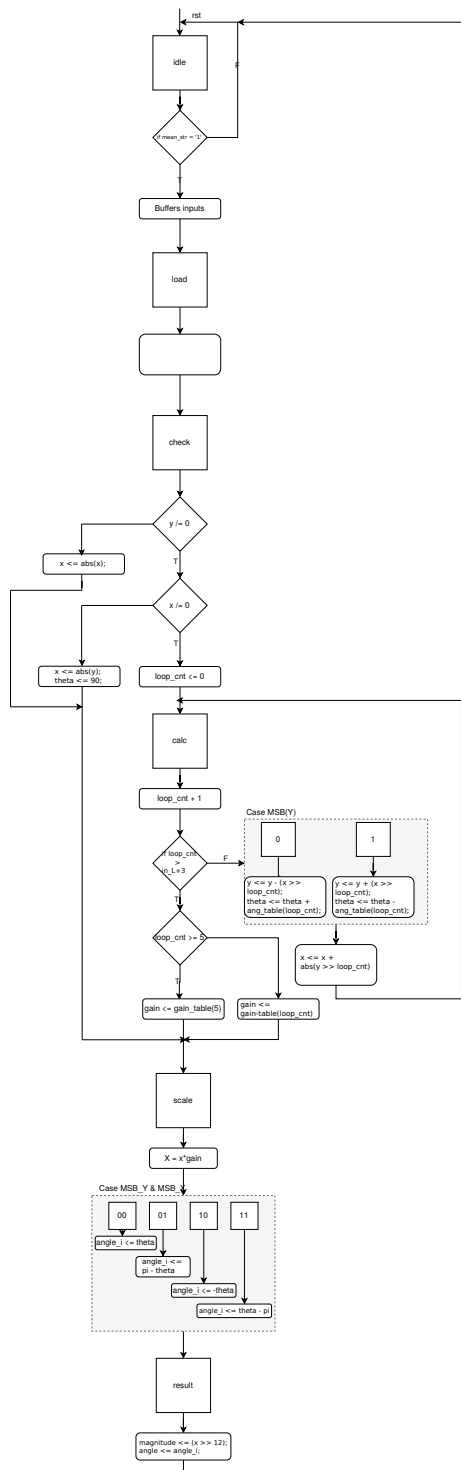 rst
idle
F
if mean_str = '1'
T
Buffers inputs
load
check
y /= 0
T
x <= abs(x);
x /= 0
T
x <= abs(y);
theta <= 90;
loop_cnt <= 0
calc
loop_cnt + 1
Case MSB(Y)
0
1
if loop_cnt
>
in_L+3
F
y <= y - (x >>
loop_cnt);
theta <= theta +
ang_table(loop_cnt);
y <= y + (x >>
loop_cnt);
theta <= theta -
ang_table(loop_cnt);
T
loop_cnt >= 5
x <= x +
abs(y >> loop_cnt)
T
gain <= gain_table(5)
gain <=
gain-table(loop_cnt)
scale
X = x*gain
Case MSB_Y & MSB_X
00
01
10
11
angle_i <= theta
angle_i <=
pi - theta
angle_i <= -theta
angle_i <= theta - pi
result
magnitude <= (x >> 12);
angle <= angle_i;